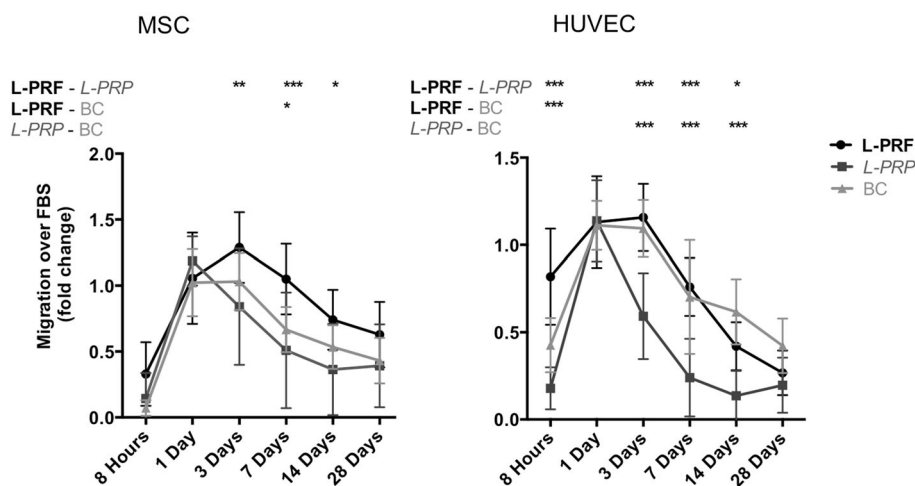 MSC
HUVEC
L-PRF - L-PRP ** *** *
L-PRF - BC *
L-PRP - BC
L-PRF - L-PRP *** *** *** *
L-PRF - BC ***
L-PRP - BC *** *** ***
Migration over FBS
(fold change)
2.0
1.5
1.0
0.5
0.0
8 Hours
1 Day
3 Days
7 Days
14 Days
28 Days
1.5
1.0
0.5
0.0
8 Hours
1 Day
3 Days
7 Days
14 Days
28 Days
L-PRF
L-PRP
BC